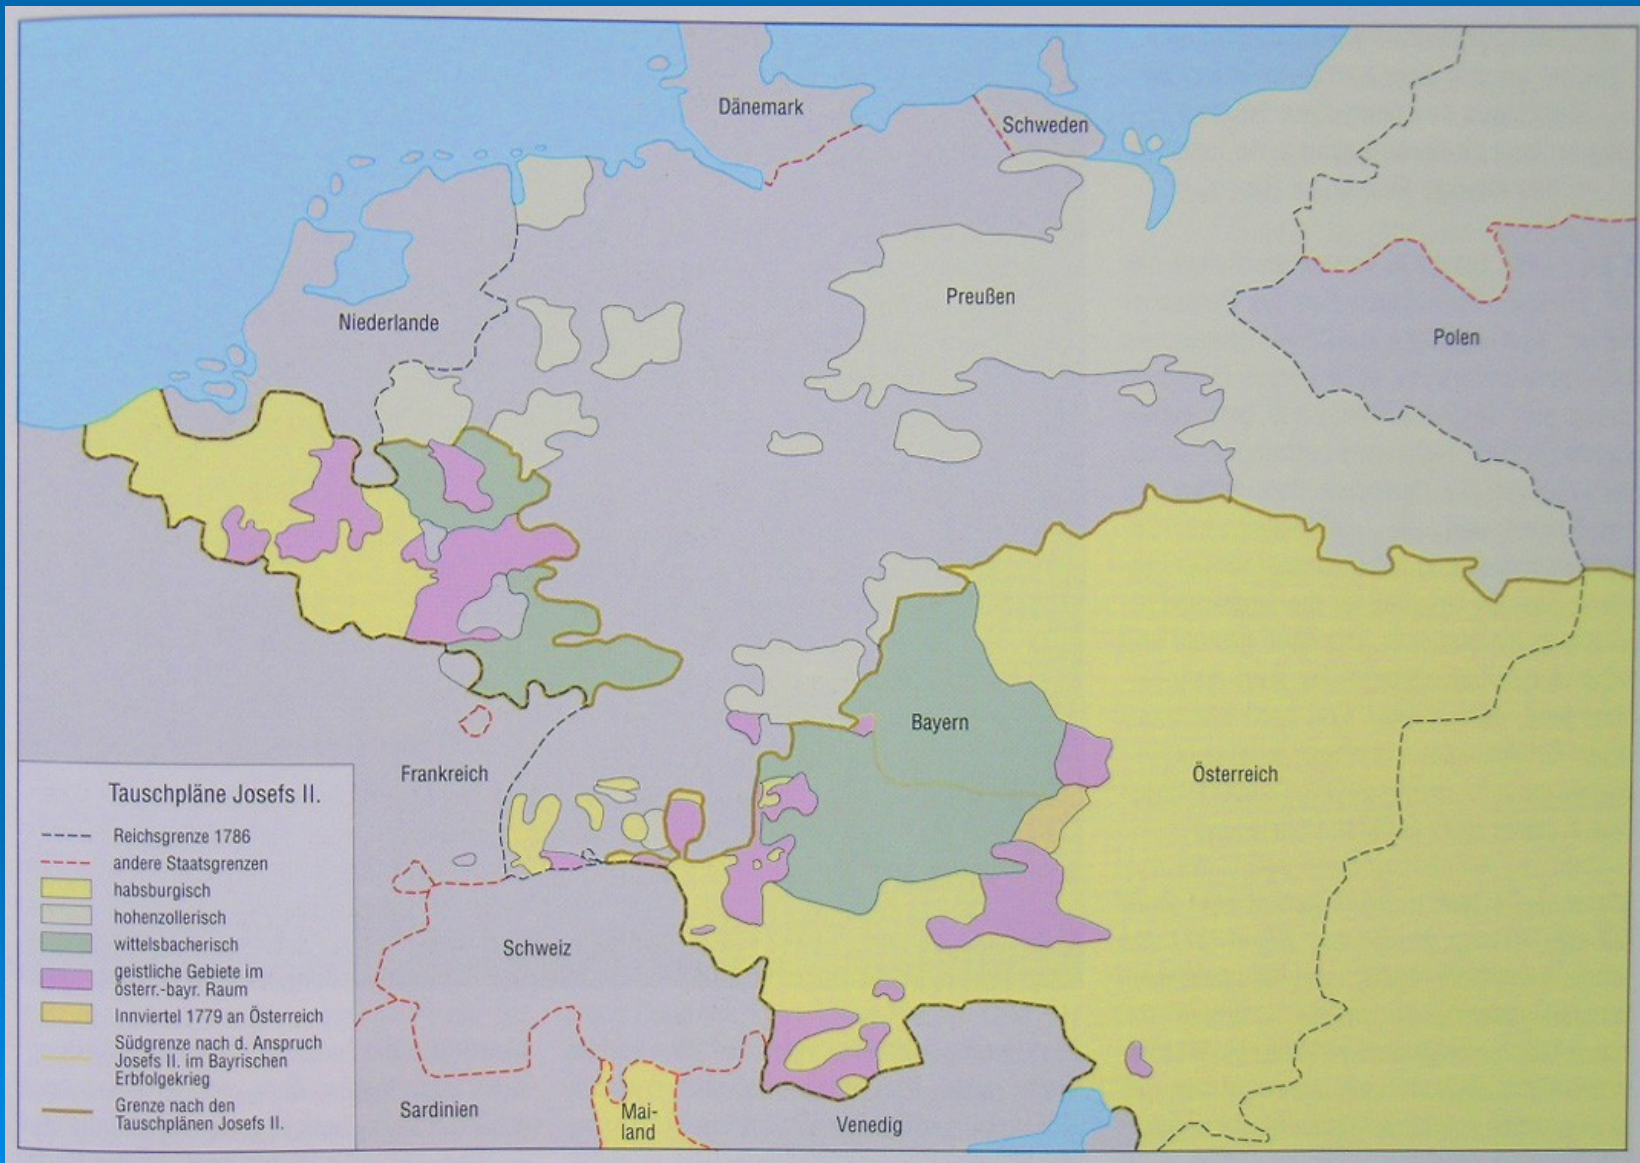 Dänemark
Schweden
Preußen
Niederlande
Polen
Bayern
Frankreich
Österreich
Schweiz
Sardinien
Mai-
land
Venedig
Tauschpläne Josefs II.
Reichsgrenze 1786
andere Staatsgrenzen
habsburgisch
hohenzollerisch
wittelsbacherisch
geistliche Gebiete im
österr.-bayr. Raum
Innviertel 1779 an Österreich
Südgrenze nach d. Anspruch
Josefs II. im Bayrischen
Erbfolgekrieg
Grenze nach den
Tauschplänen Josefs II.